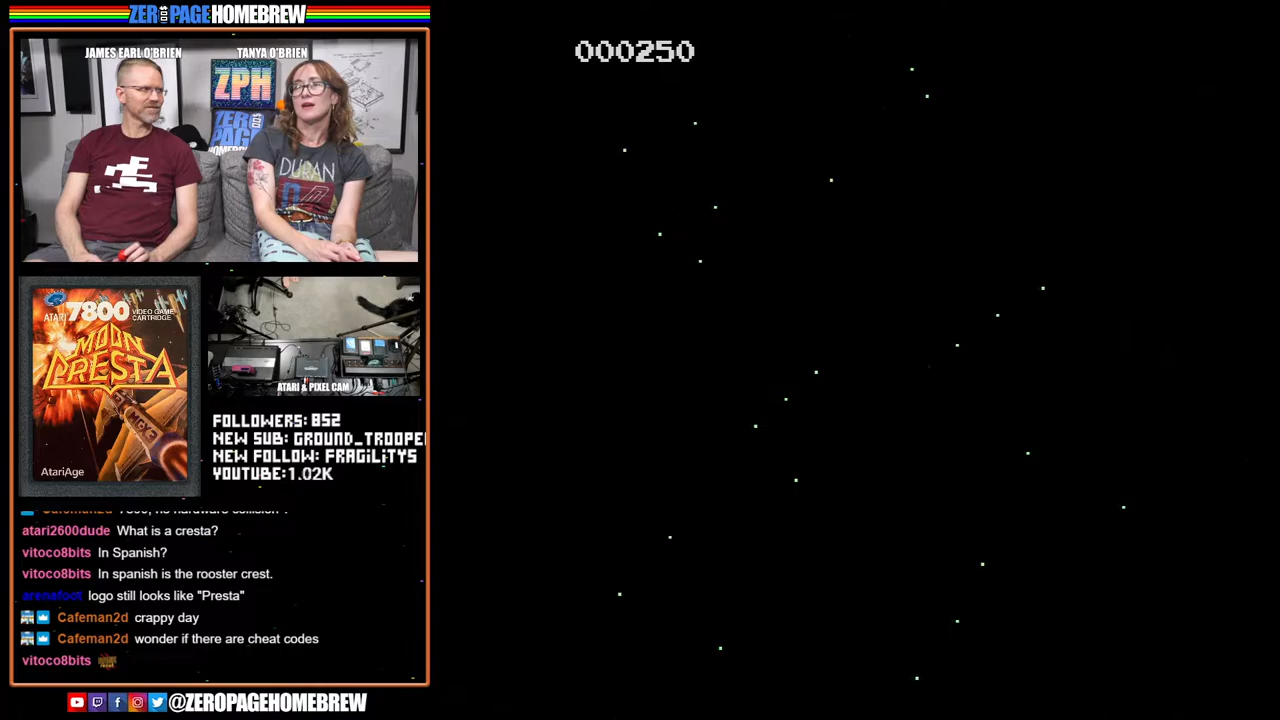 ZEROPAGE HOMEBREW
JAMES EARL O'BRIEN
TANYA O'BRIEN
ZPH
DURAN
000250
ATARI
7800
VIDEO GAME
CARTRIDGE
MOON
CRESTA
AtariAge
ATARI & PIXEL CAM
FOLLOWERS: 852
NEW SUB: GROUND_TROOPER
NEW FOLLOW: FRAGILITYS
YOUTUBE: 1.02K
atari2600dude What is a cresta?
vitoco8bits In Spanish?
vitoco8bits In spanish is the rooster crest.
arenafoot logo still looks like "Presta"
Cafeman2d crappy day
Cafeman2d wonder if there are cheat codes
vitoco8bits
@ZEROPAGEHOMEBREW